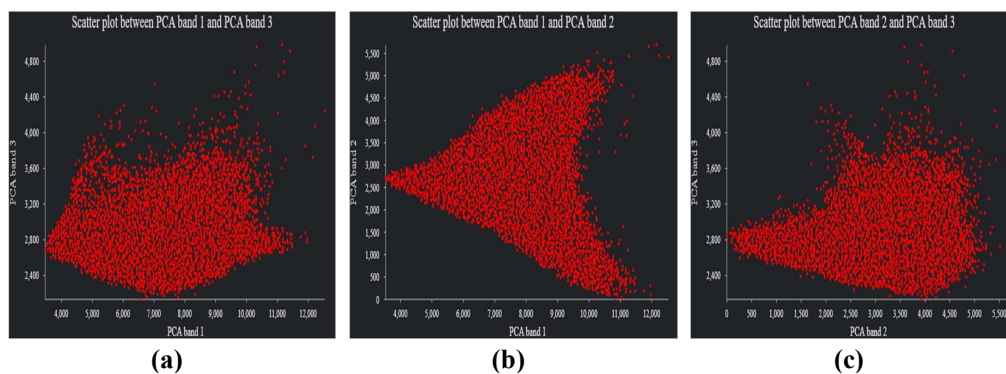 Scatter plot between PCA band 1 and PCA band 3
4,800
4,400
4,000
3,600
3,200
2,800
2,400
PCA band 3
4,000 5,000 6,000 7,000 8,000 9,000 10,000 11,000 12,000
PCA band 1
(a)
Scatter plot between PCA band 1 and PCA band 2
5,500
5,000
4,500
4,000
3,500
3,000
2,500
2,000
1,500
1,000
500
0
PCA band 2
4,000 5,000 6,000 7,000 8,000 9,000 10,000 11,000 12,000
PCA band 1
(b)
Scatter plot between PCA band 2 and PCA band 3
4,800
4,400
4,000
3,600
3,200
2,800
2,400
PCA band 3
0 500 1,000 1,500 2,000 2,500 3,000 3,500 4,000 4,500 5,000 5,500
PCA band 2
(c)